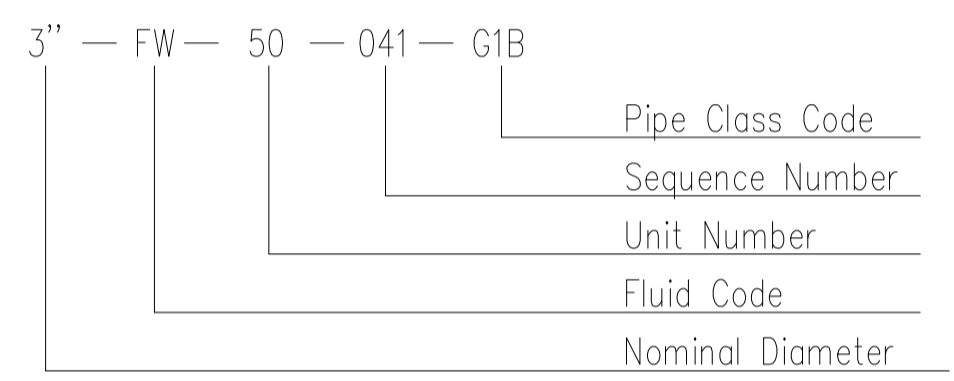 3’’ — FW — 50 — 041 — G1B
Pipe Class Code
Sequence Number
Unit Number
Fluid Code
Nominal Diameter